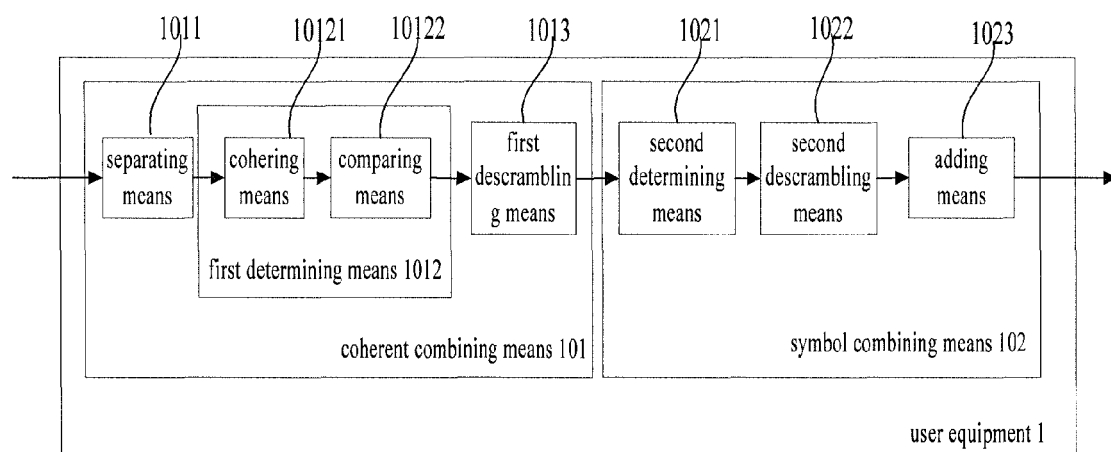 1011 10121 10122 1013 1021 1022 1023
separating
means
cohering
means
comparing
means
first
descramblin
g means
second
determining
means
second
descrambling
means
adding
means
first determining means 1012
coherent combining means 101
symbol combining means 102
user equipment 1